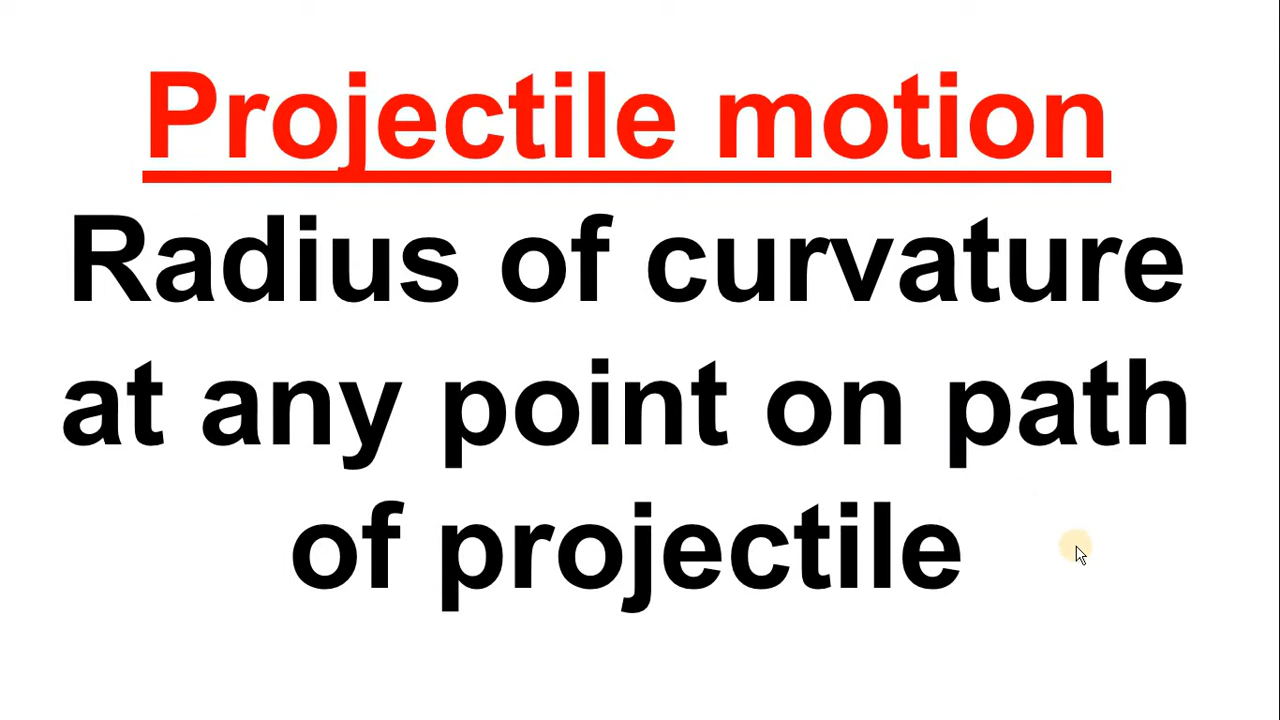 Projectile motion
Radius of curvature
at any point on path
of projectile